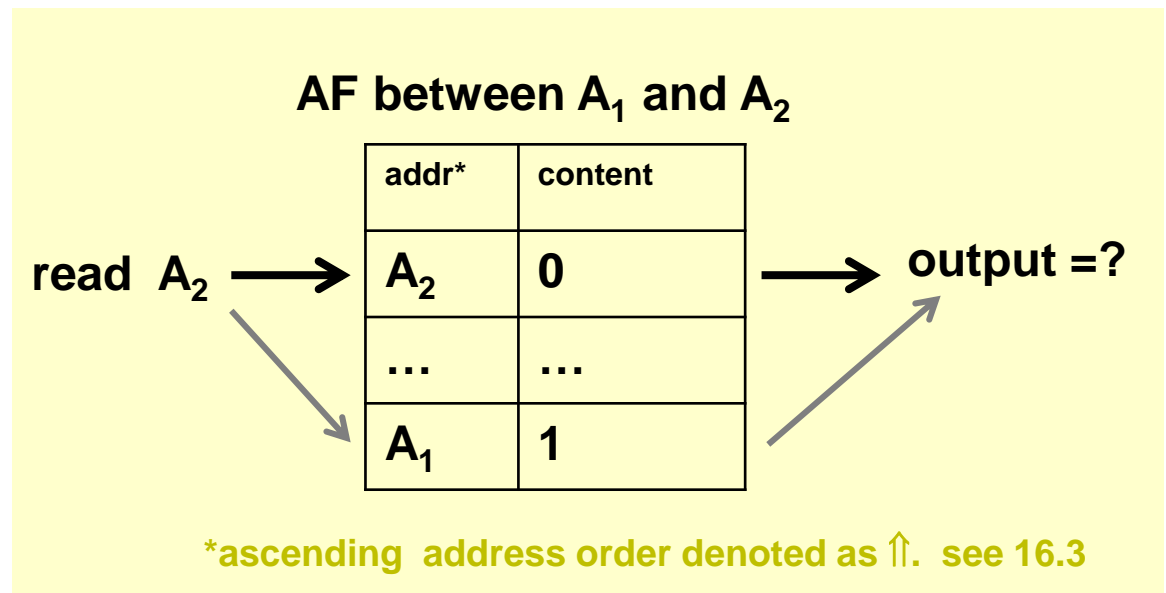 AF between A₁ and A₂
addr* content
read A₂ A₂ 0 output =?
… …
A₁ 1
*ascending address order denoted as ⇑. see 16.3